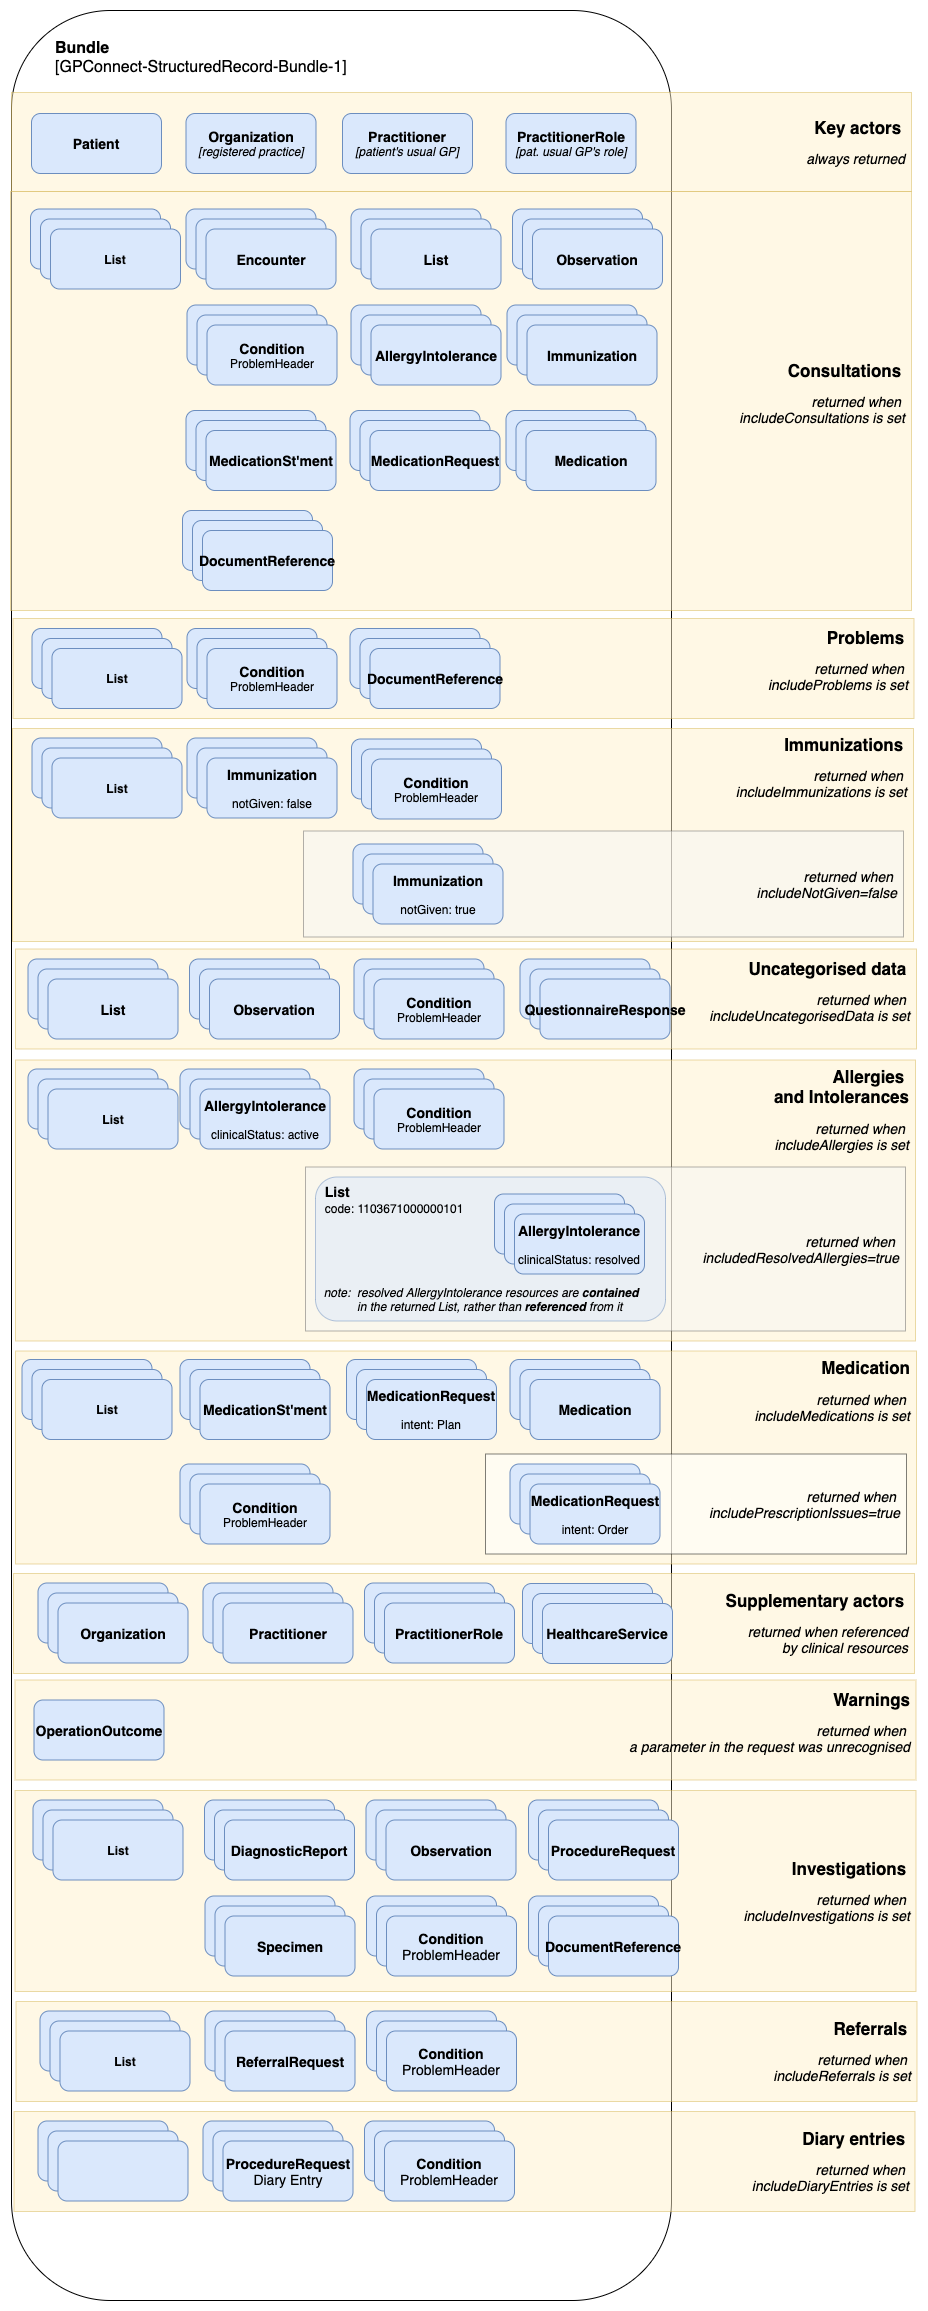 Bundle
[GPConnect-StructuredRecord-Bundle-1]
Key actors
always returned
Patient
Organization
[registered practice]
Practitioner
[patient's usual GP]
PractitionerRole
[pat. usual GP's role]
List
Encounter
List
Observation
Condition
ProblemHeader
AllergyIntolerance
Immunization
Consultations
returned when
includeConsultations is set
MedicationSt'ment
MedicationRequest
Medication
DocumentReference
Problems
returned when
includeProblems is set
List
Condition
ProblemHeader
DocumentReference
Immunizations
returned when
includeImmunizations is set
List
Immunization
notGiven: false
Condition
ProblemHeader
Immunization
notGiven: true
returned when
includeNotGiven=false
Uncategorised data
returned when
includeUncategorisedData is set
List
Observation
Condition
ProblemHeader
QuestionnaireResponse
Allergies
and Intolerances
returned when
includeAllergies is set
List
AllergyIntolerance
clinicalStatus: active
Condition
ProblemHeader
List
code: 1103671000000101
AllergyIntolerance
clinicalStatus: resolved
note: resolved AllergyIntolerance resources are contained
in the returned List, rather than referenced from it
returned when
includedResolvedAllergies=true
Medication
returned when
includeMedications is set
List
MedicationSt'ment
MedicationRequest
intent: Plan
Medication
Condition
ProblemHeader
MedicationRequest
intent: Order
returned when
includePrescriptionIssues=true
Supplementary actors
returned when referenced
by clinical resources
Organization
Practitioner
PractitionerRole
HealthcareService
Warnings
returned when
a parameter in the request was unrecognised
OperationOutcome
List
DiagnosticReport
Observation
ProcedureRequest
Investigations
returned when
includeInvestigations is set
Specimen
Condition
ProblemHeader
DocumentReference
Referrals
returned when
includeReferrals is set
List
ReferralRequest
Condition
ProblemHeader
Diary entries
returned when
includeDiaryEntries is set
ProcedureRequest
Diary Entry
Condition
ProblemHeader